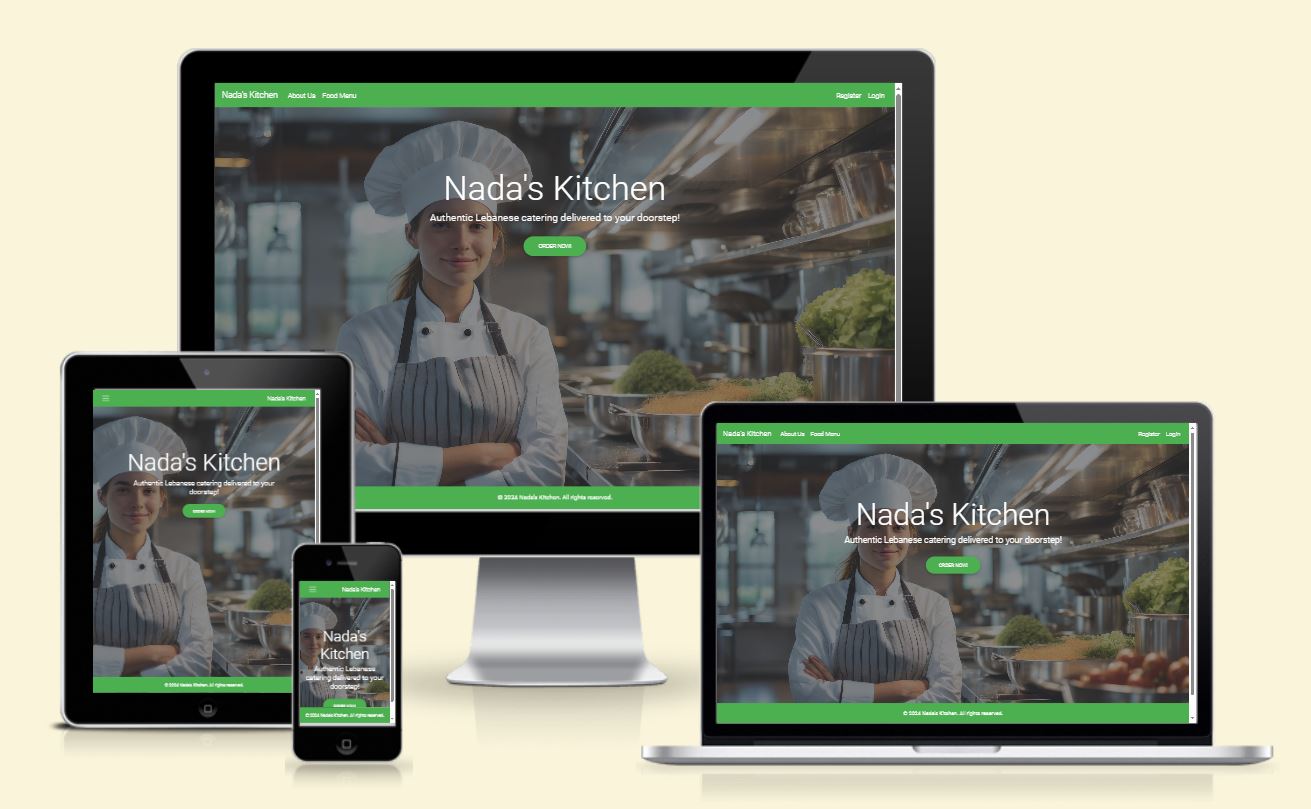 Nada's Kitchen About Us Food Menu Register Login
Nada's Kitchen
Authentic Lebanese catering delivered to your doorstep!
ORDER NOW!
© 2024 Nada's Kitchen. All rights reserved.
Nada's Kitchen
Nada's Kitchen
Authentic Lebanese catering delivered to your
doorstep!
ORDER NOW!
© 2024 Nada's Kitchen. All rights reserved.
Nada's Kitchen
Nada's
Kitchen
Authentic Lebanese
catering delivered to your
doorstep!
ORDER NOW!
© 2024 Nada's Kitchen. All rights reserved.
Nada's Kitchen About Us Food Menu Register Login
Nada's Kitchen
Authentic Lebanese catering delivered to your doorstep!
ORDER NOW!
© 2024 Nada's Kitchen. All rights reserved.